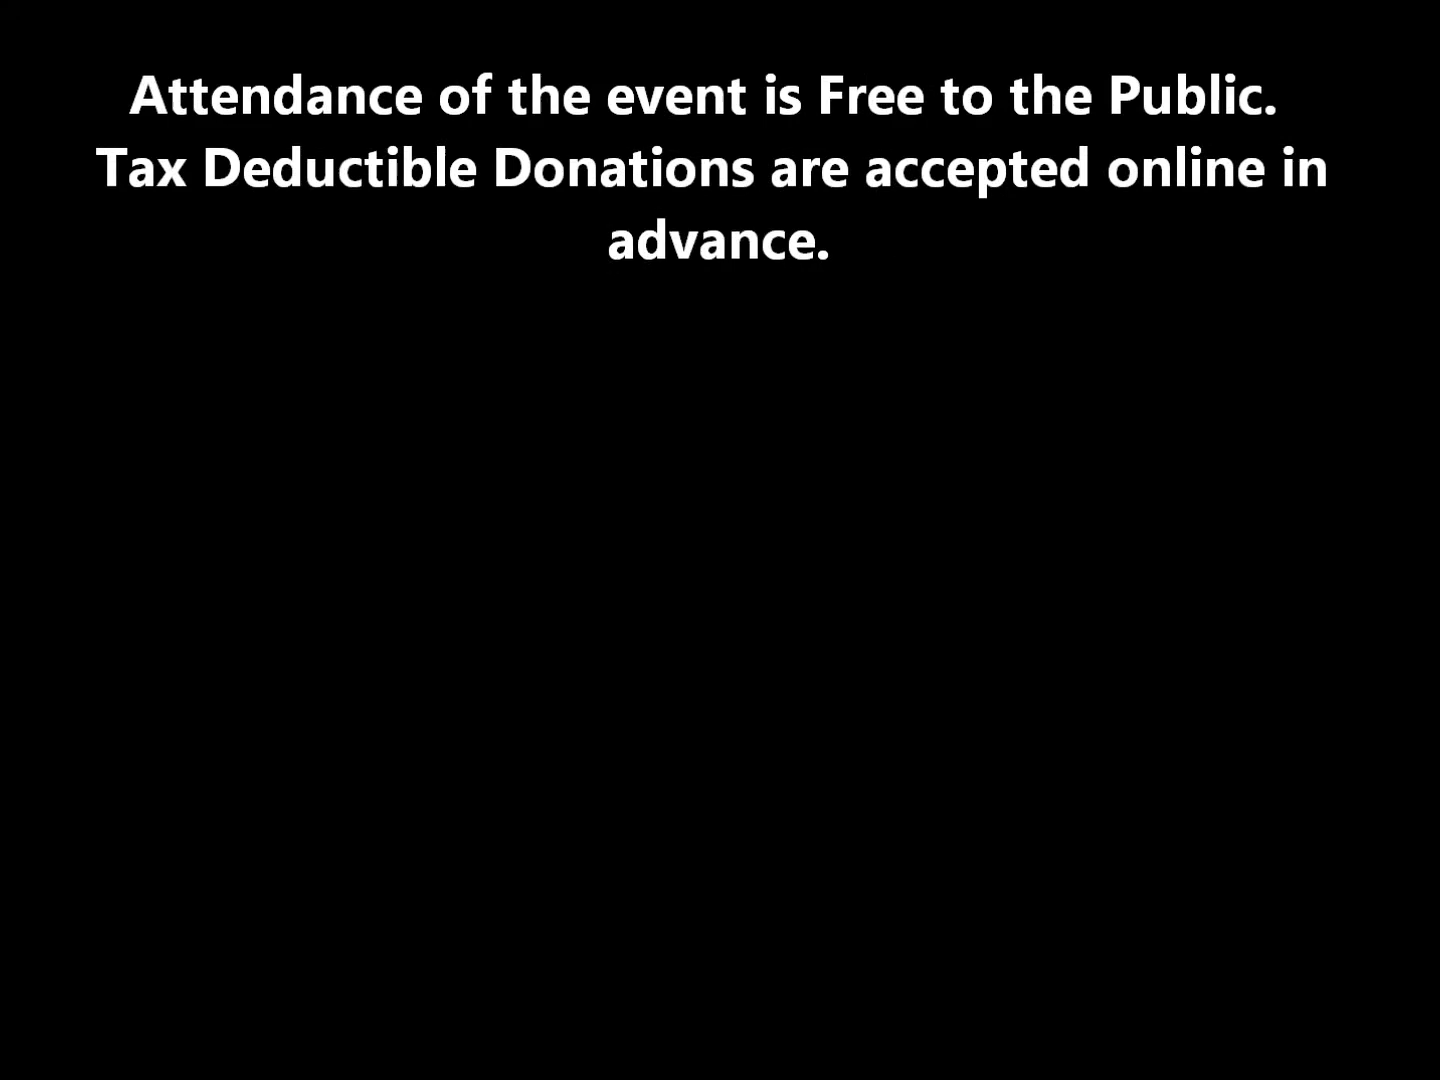 Attendance of the event is Free to the Public.
Tax Deductible Donations are accepted online in
advance.